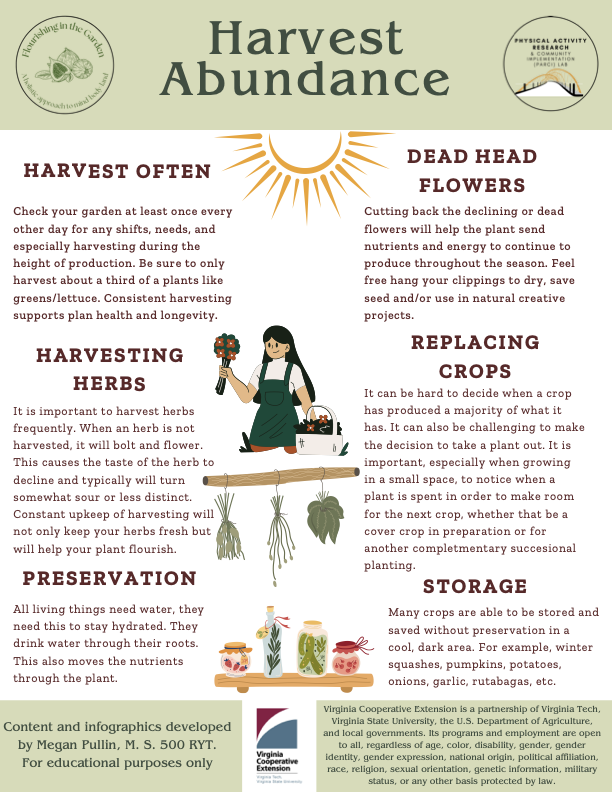 Flourishing in the Garden
A holistic approach to mind, body, food
Harvest
Abundance
PHYSICAL ACTIVITY
RESEARCH
& COMMUNITY
IMPLEMENTATION
(PARCI) LAB
HARVEST OFTEN
Check your garden at least once every
other day for any shifts, needs, and
especially harvesting during the
height of production. Be sure to only
harvest about a third of a plants like
greens/lettuce. Consistent harvesting
supports plan health and longevity.
DEAD HEAD
FLOWERS
Cutting back the declining or dead
flowers will help the plant send
nutrients and energy to continue to
produce throughout the season. Feel
free hang your clippings to dry, save
seed and/or use in natural creative
projects.
HARVESTING
HERBS
It is important to harvest herbs
frequently. When an herb is not
harvested, it will bolt and flower.
This causes the taste of the herb to
decline and typically will turn
somewhat sour or less distinct.
Constant upkeep of harvesting will
not only keep your herbs fresh but
will help your plant flourish.
REPLACING
CROPS
It can be hard to decide when a crop
has produced a majority of what it
has. It can also be challenging to make
the decision to take a plant out. It is
important, especially when growing
in a small space, to notice when a
plant is spent in order to make room
for the next crop, whether that be a
cover crop in preparation or for
another completmentary succesional
planting.
PRESERVATION
All living things need water, they
need this to stay hydrated. They
drink water through their roots.
This also moves the nutrients
through the plant.
STORAGE
Many crops are able to be stored and
saved without preservation in a
cool, dark area. For example, winter
squashes, pumpkins, potatoes,
onions, garlic, rutabagas, etc.
Content and infographics developed
by Megan Pullin, M. S. 500 RYT.
For educational purposes only
Virginia
Cooperative
Extension
Virginia Tech
Virginia State University
Virginia Cooperative Extension is a partnership of Virginia Tech,
Virginia State University, the U.S. Department of Agriculture,
and local governments. Its programs and employment are open
to all, regardless of age, color, disability, gender, gender
identity, gender expression, national origin, political affiliation,
race, religion, sexual orientation, genetic information, military
status, or any other basis protected by law.